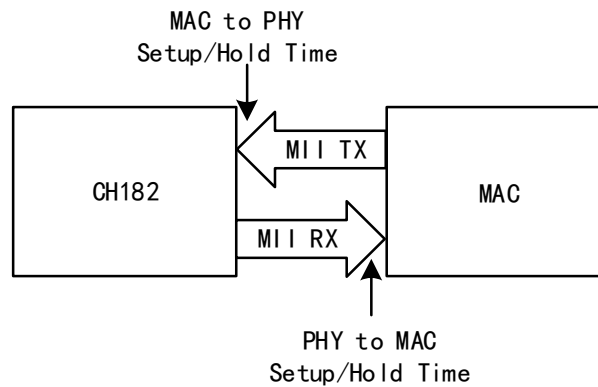 MAC to PHY
Setup/Hold Time
MII TX
CH182
MAC
MII RX
PHY to MAC
Setup/Hold Time